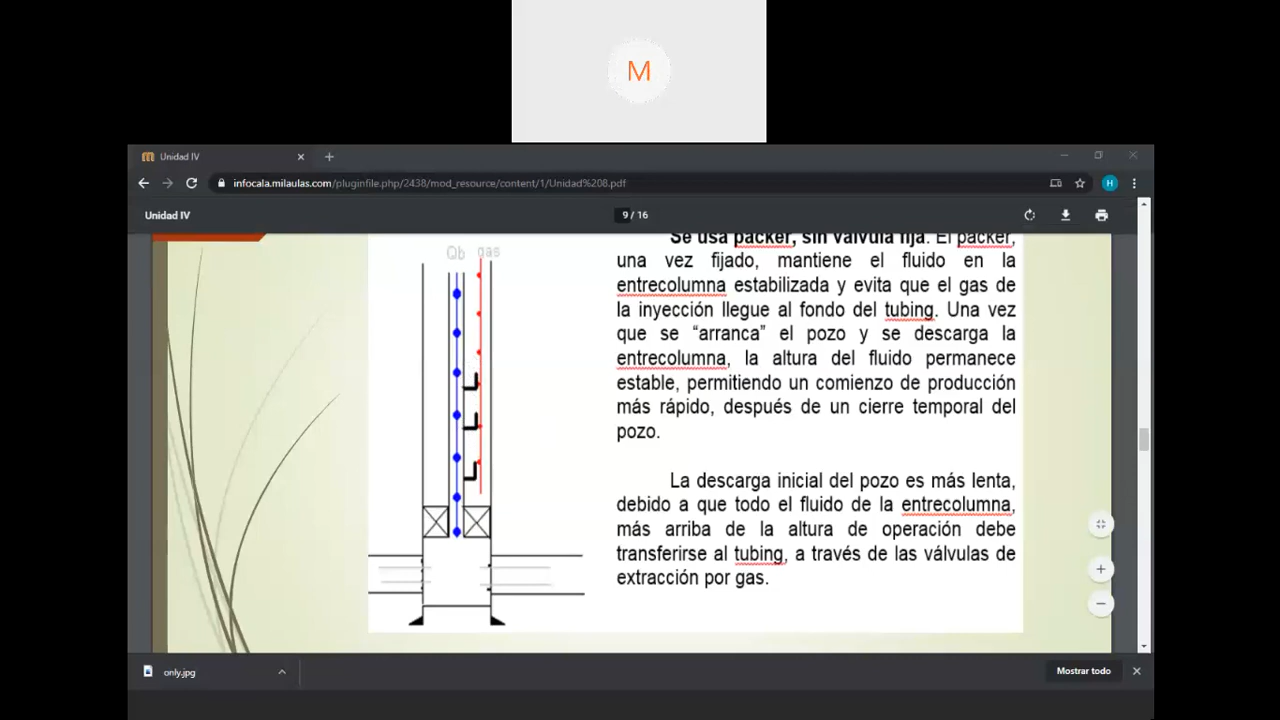 M
Unidad IV
infocala.milaulas.com/pluginfile.php/2438/mod_resource/content/1/Unidad%208.pdf
H
Unidad IV
9 / 16
Qb gas
Se usa packer, sin válvula fija. El packer,
una vez fijado, mantiene el fluido en la
entrecolumna estabilizada y evita que el gas de
la inyección llegue al fondo del tubing. Una vez
que se “arranca” el pozo y se descarga la
entrecolumna, la altura del fluido permanece
estable, permitiendo un comienzo de producción
más rápido, después de un cierre temporal del
pozo.
La descarga inicial del pozo es más lenta,
debido a que todo el fluido de la entrecolumna,
más arriba de la altura de operación debe
transferirse al tubing, a través de las válvulas de
extracción por gas.
only.jpg
Mostrar todo